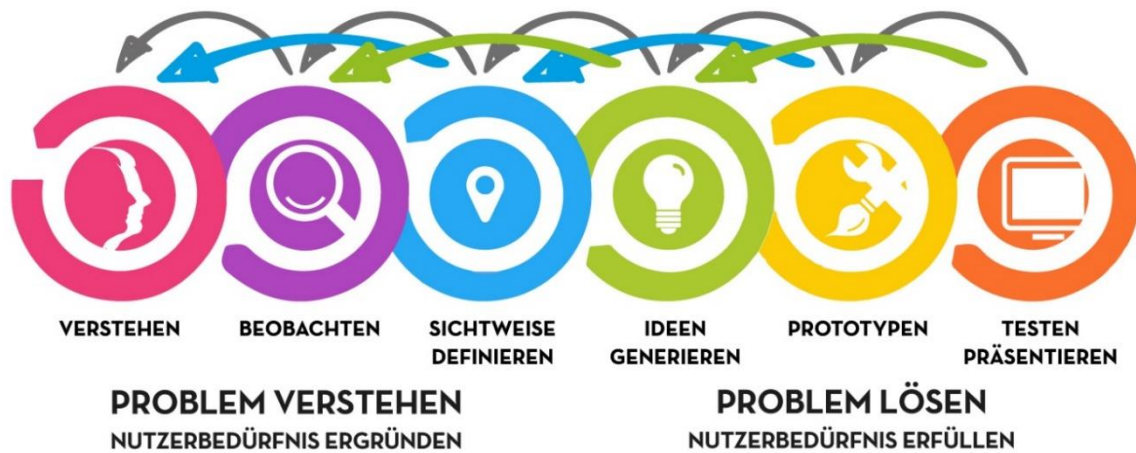 VERSTEHEN
BEOBACHTEN
SICHTWEISE
DEFINIEREN
IDEEN
GENERIEREN
PROTOTYPEN
TESTEN
PRÄSENTIEREN
PROBLEM VERSTEHEN
NUTZERBEDÜRFNIS ERGRÜNDEN
PROBLEM LÖSEN
NUTZERBEDÜRFNIS ERFÜLLEN